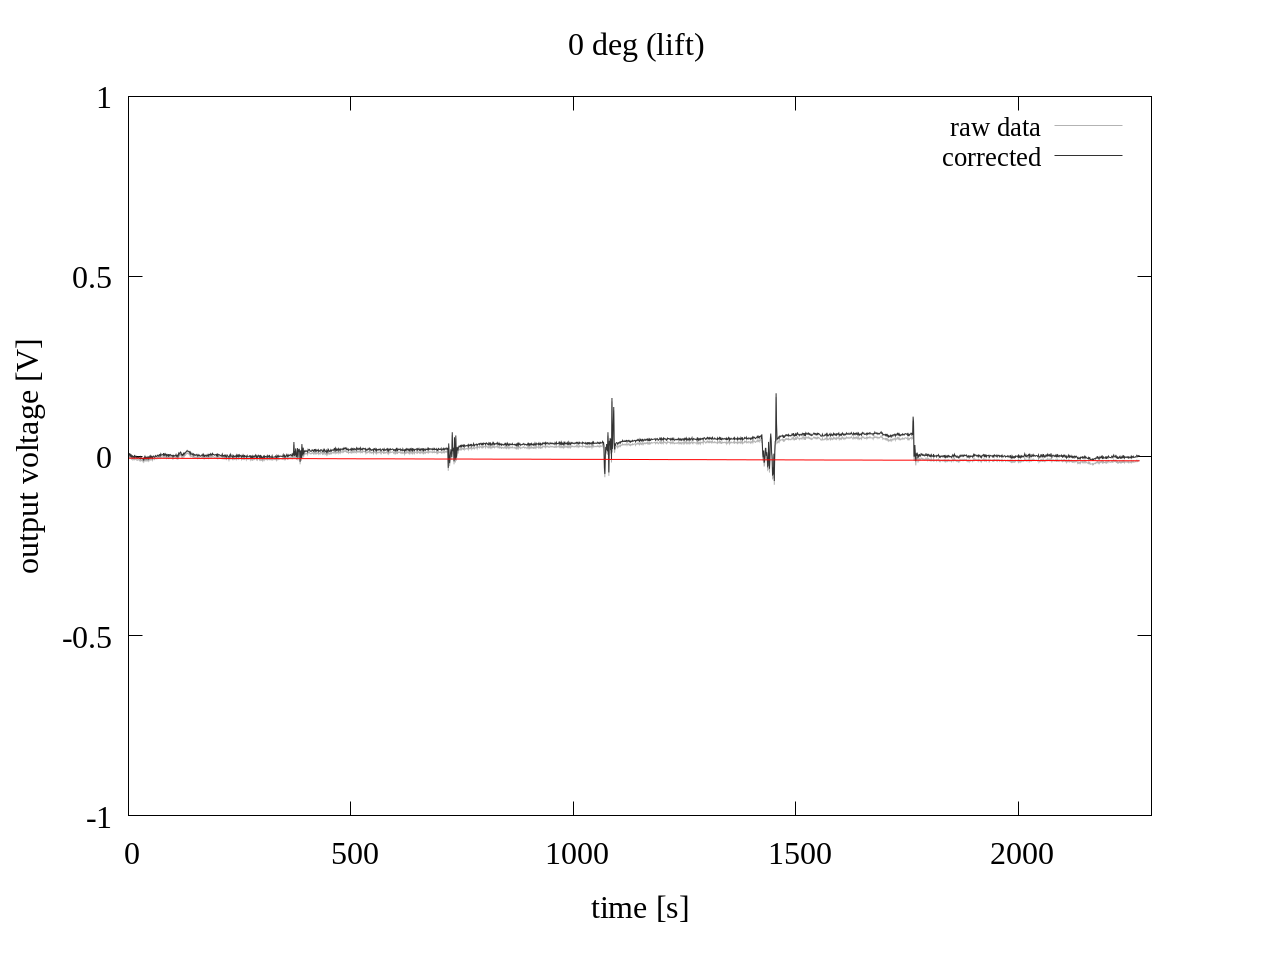 0 deg (lift)
1
0.5
0
-0.5
-1
output voltage [V]
raw data
corrected
0 500 1000 1500 2000
time [s]